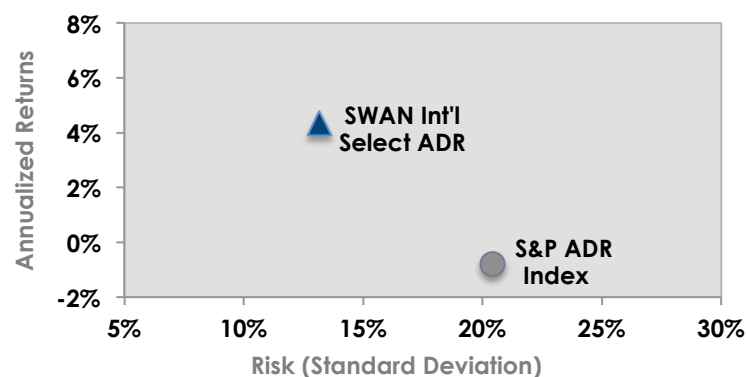 8%
6%
4%
2%
0%
-2%
Annualized Returns
SWAN Int'l
Select ADR
S&P ADR
Index
5% 10% 15% 20% 25% 30%
Risk (Standard Deviation)